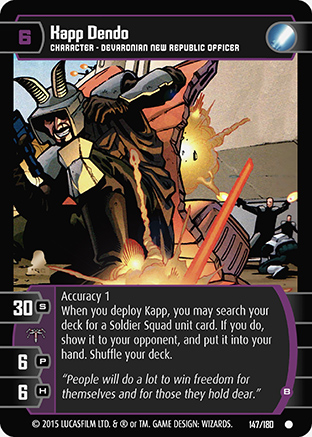 6
Kapp Dendo
CHARACTER - DEVARONIAN NEW REPUBLIC OFFICER
30 S
6 P
6 H
Accuracy 1
When you deploy Kapp, you may search your
deck for a Soldier Squad unit card. If you do,
show it to your opponent, and put it into your
hand. Shuffle your deck.
“People will do a lot to win freedom for
themselves and for those they hold dear.”
B
© 2015 LUCASFILM LTD. & ® or TM. GAME DESIGN: WIZARDS. 147/180